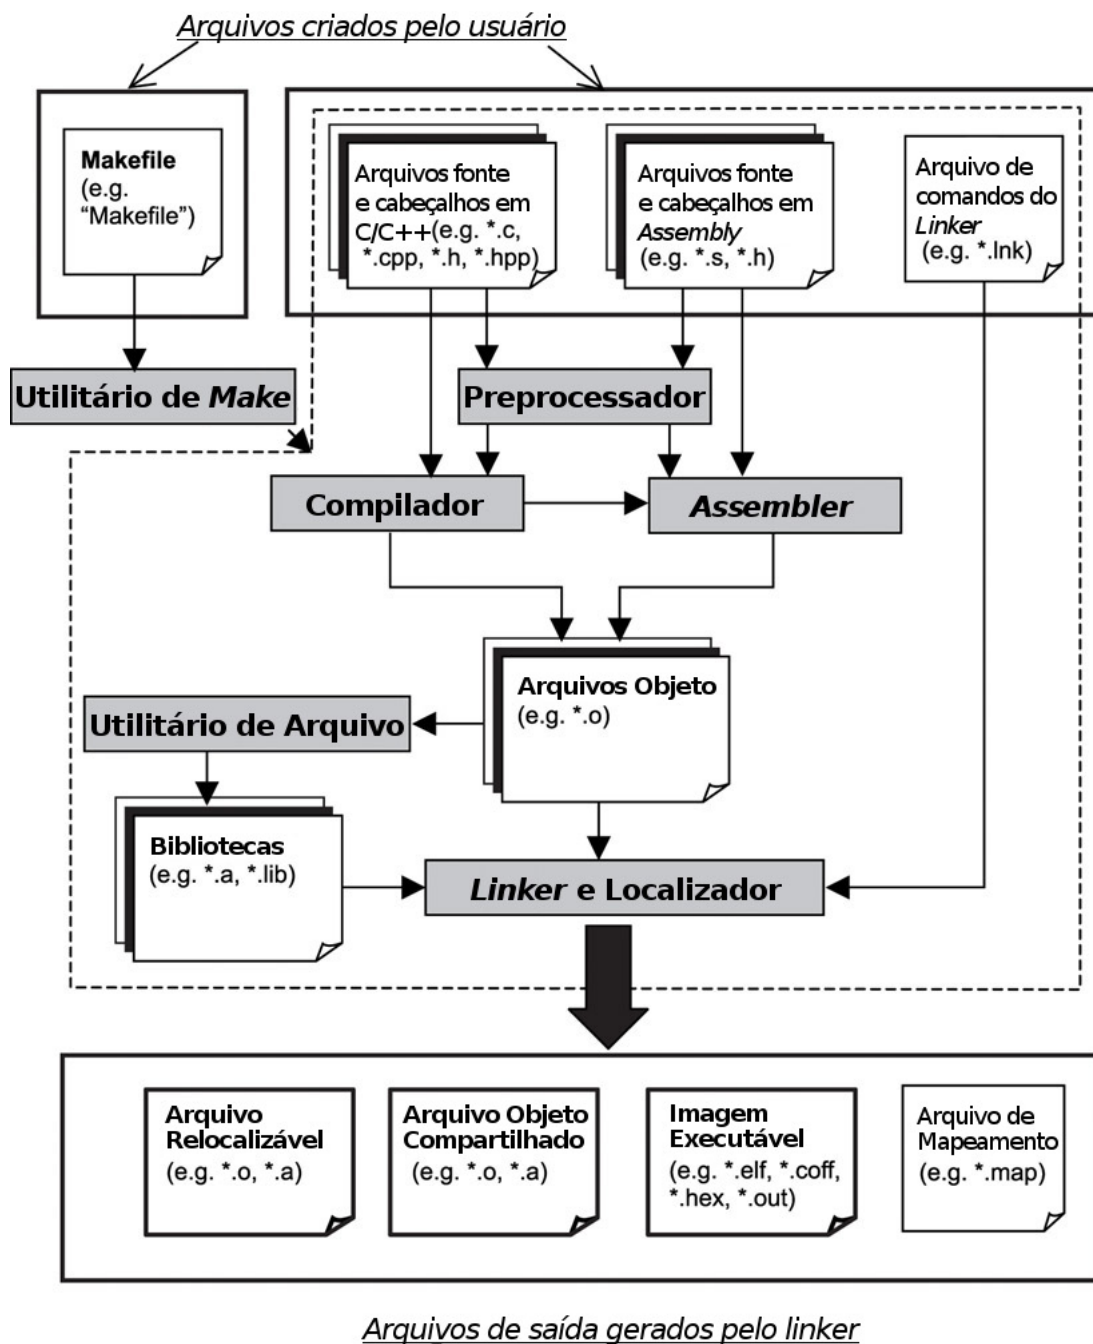 Arquivos criados pelo usuário
Makefile
(e.g.
“Makefile”)
Arquivos fonte
e cabeçalhos em
C/C++(e.g. *.c,
*.cpp, *.h, *.hpp)
Arquivos fonte
e cabeçalhos em
Assembly
(e.g. *.s, *.h)
Arquivo de
comandos do
Linker
(e.g. *.lnk)
Utilitário de Make
Preprocessador
Compilador
Assembler
Arquivos Objeto
(e.g. *.o)
Utilitário de Arquivo
Bibliotecas
(e.g. *.a, *.lib)
Linker e Localizador
Arquivo
Relocalizável
(e.g. *.o, *.a)
Arquivo Objeto
Compartilhado
(e.g. *.o, *.a)
Imagem
Executável
(e.g. *.elf, *.coff,
*.hex, *.out)
Arquivo de
Mapeamento
(e.g. *.map)
Arquivos de saída gerados pelo linker